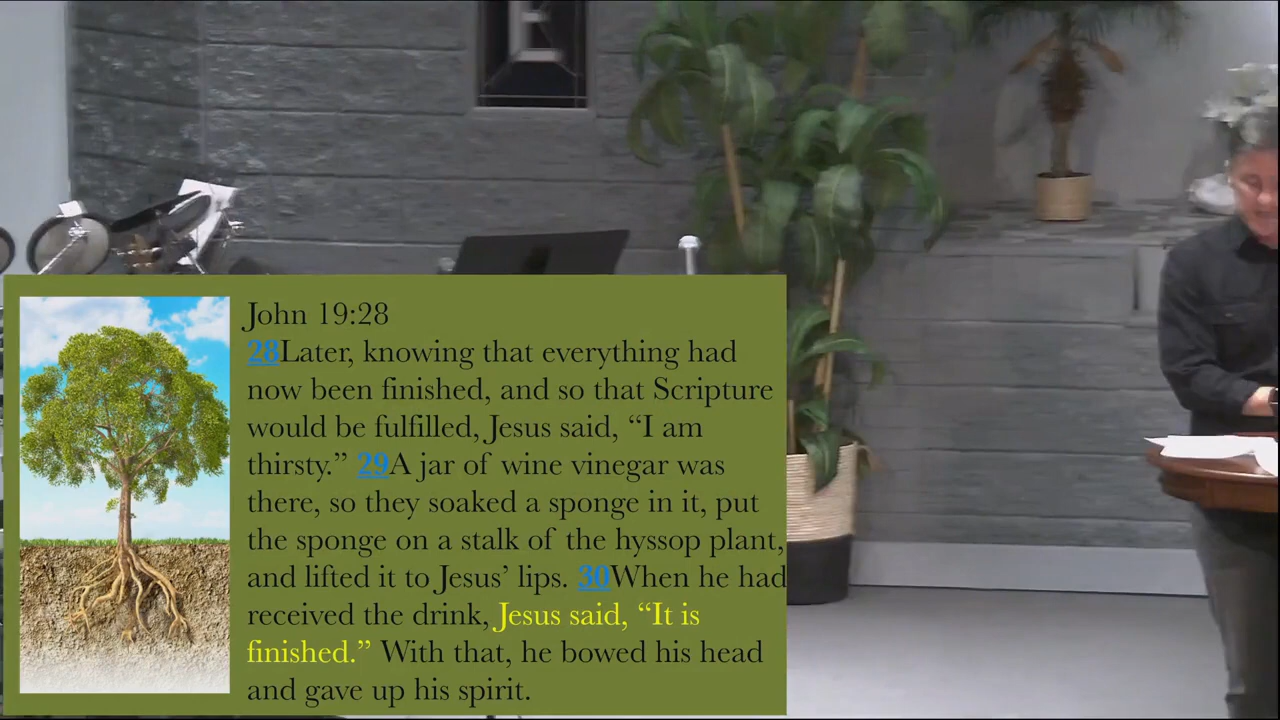 John 19:28
28Later, knowing that everything had
now been finished, and so that Scripture
would be fulfilled, Jesus said, “I am
thirsty.” 29A jar of wine vinegar was
there, so they soaked a sponge in it, put
the sponge on a stalk of the hyssop plant,
and lifted it to Jesus’ lips. 30When he had
received the drink, Jesus said, “It is
finished.” With that, he bowed his head
and gave up his spirit.